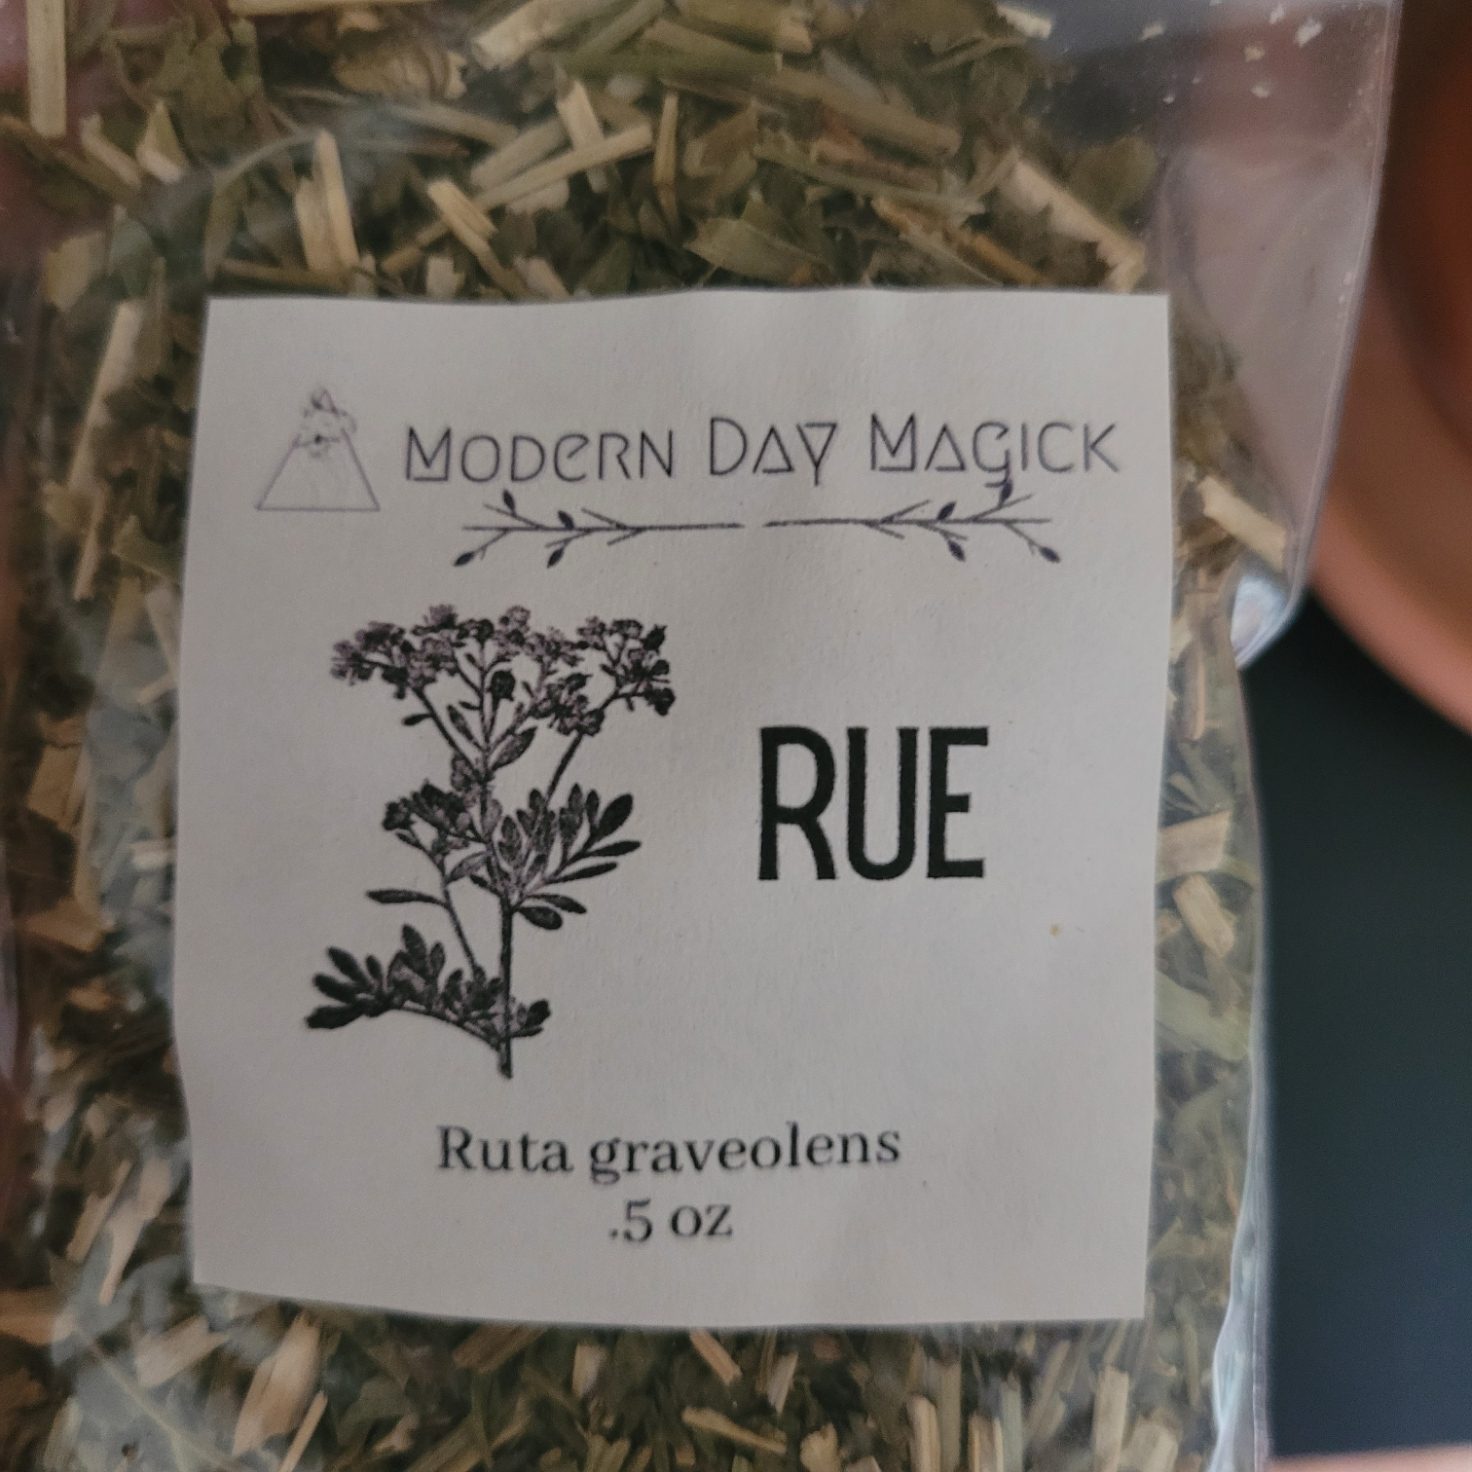 MODERN DAY MAGICK
RUE
Ruta graveolens
.5 oz